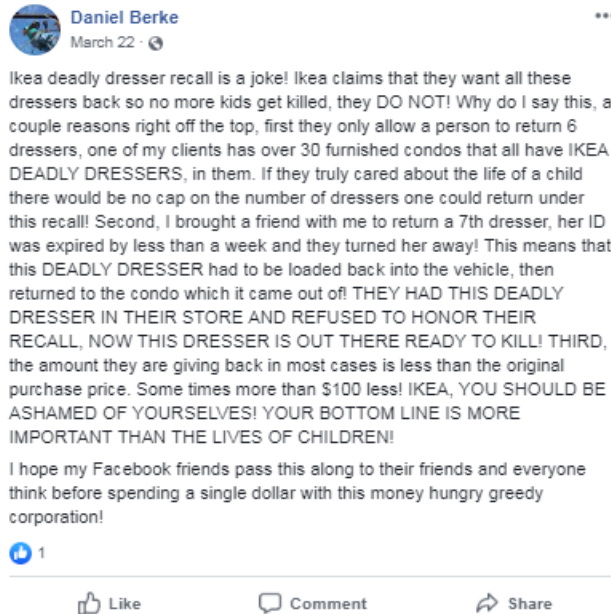 Daniel Berke
March 22 ·
Ikea deadly dresser recall is a joke! Ikea claims that they want all these
dressers back so no more kids get killed, they DO NOT! Why do I say this, a
couple reasons right off the top, first they only allow a person to return 6
dressers, one of my clients has over 30 furnished condos that all have IKEA
DEADLY DRESSERS, in them. If they truly cared about the life of a child
there would be no cap on the number of dressers one could return under
this recall! Second, I brought a friend with me to return a 7th dresser, her ID
was expired by less than a week and they turned her away! This means that
this DEADLY DRESSER had to be loaded back into the vehicle, then
returned to the condo which it came out of! THEY HAD THIS DEADLY
DRESSER IN THEIR STORE AND REFUSED TO HONOR THEIR
RECALL, NOW THIS DRESSER IS OUT THERE READY TO KILL! THIRD,
the amount they are giving back in most cases is less than the original
purchase price. Some times more than $100 less! IKEA, YOU SHOULD BE
ASHAMED OF YOURSELVES! YOUR BOTTOM LINE IS MORE
IMPORTANT THAN THE LIVES OF CHILDREN!
I hope my Facebook friends pass this along to their friends and everyone
think before spending a single dollar with this money hungry greedy
corporation!
1
Like Comment Share